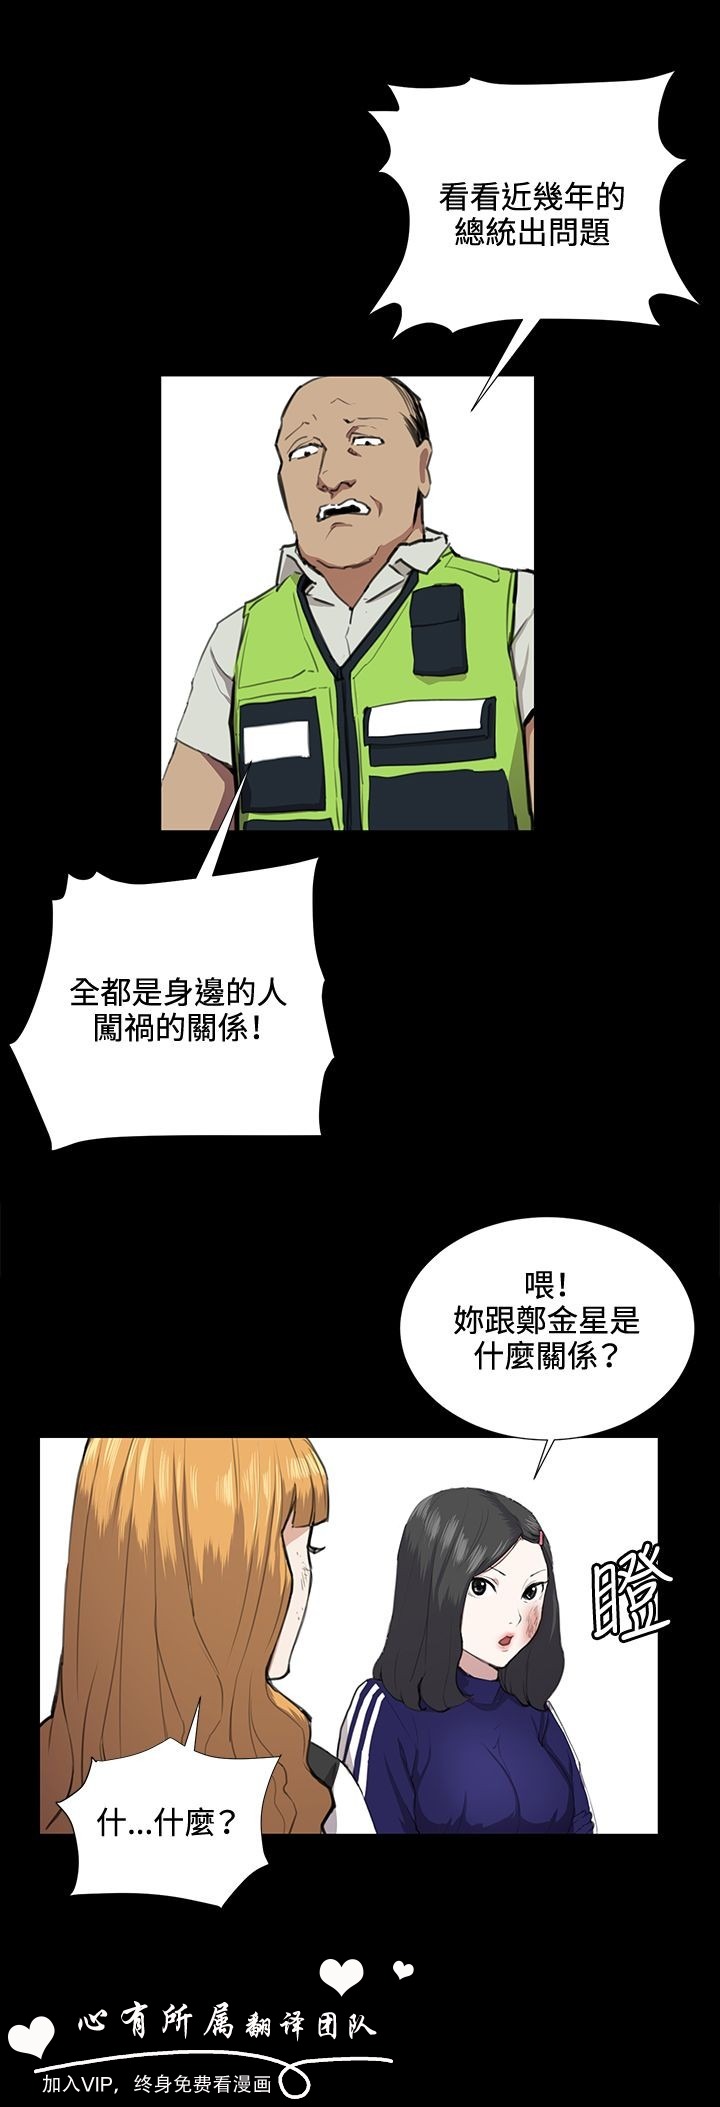 看看近幾年的
總統出問題
全都是身邊的人
闖禍的關係!
喂!
妳跟鄭金星是
什麼關係?
瞪
什...什麼?
心有所属翻译团队
加入VIP，终身免费看漫画